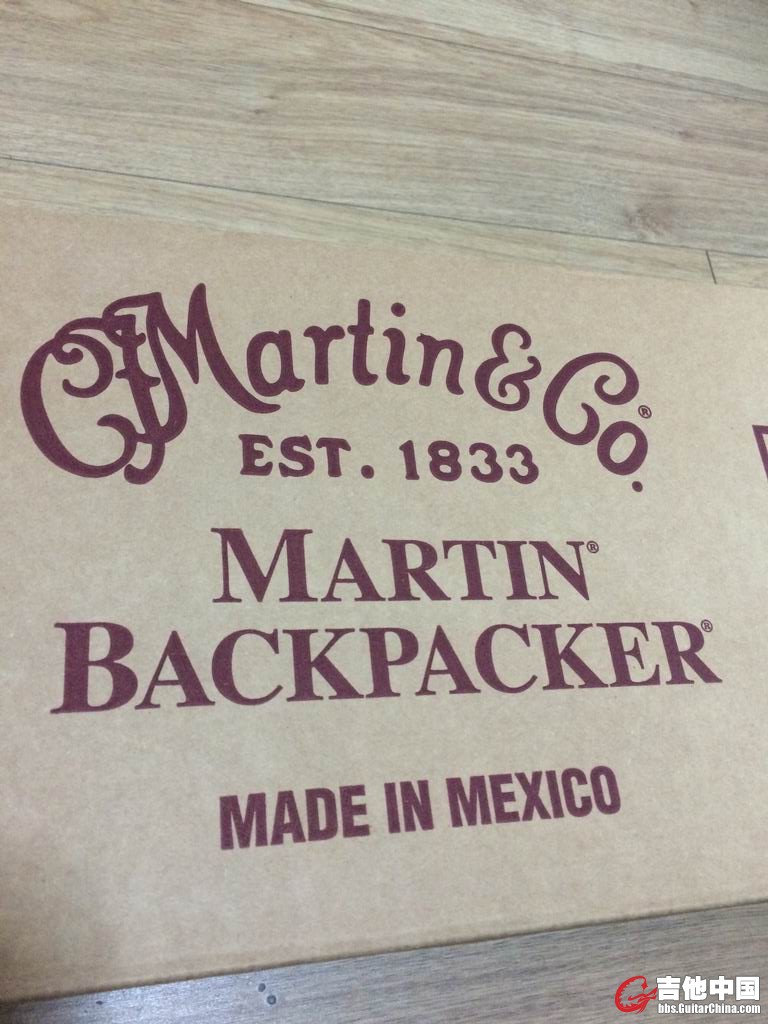 CFMartin & Co.®
EST. 1833
MARTIN®
BACKPACKER®
MADE IN MEXICO
吉他中国
bbs.GuitarChina.com